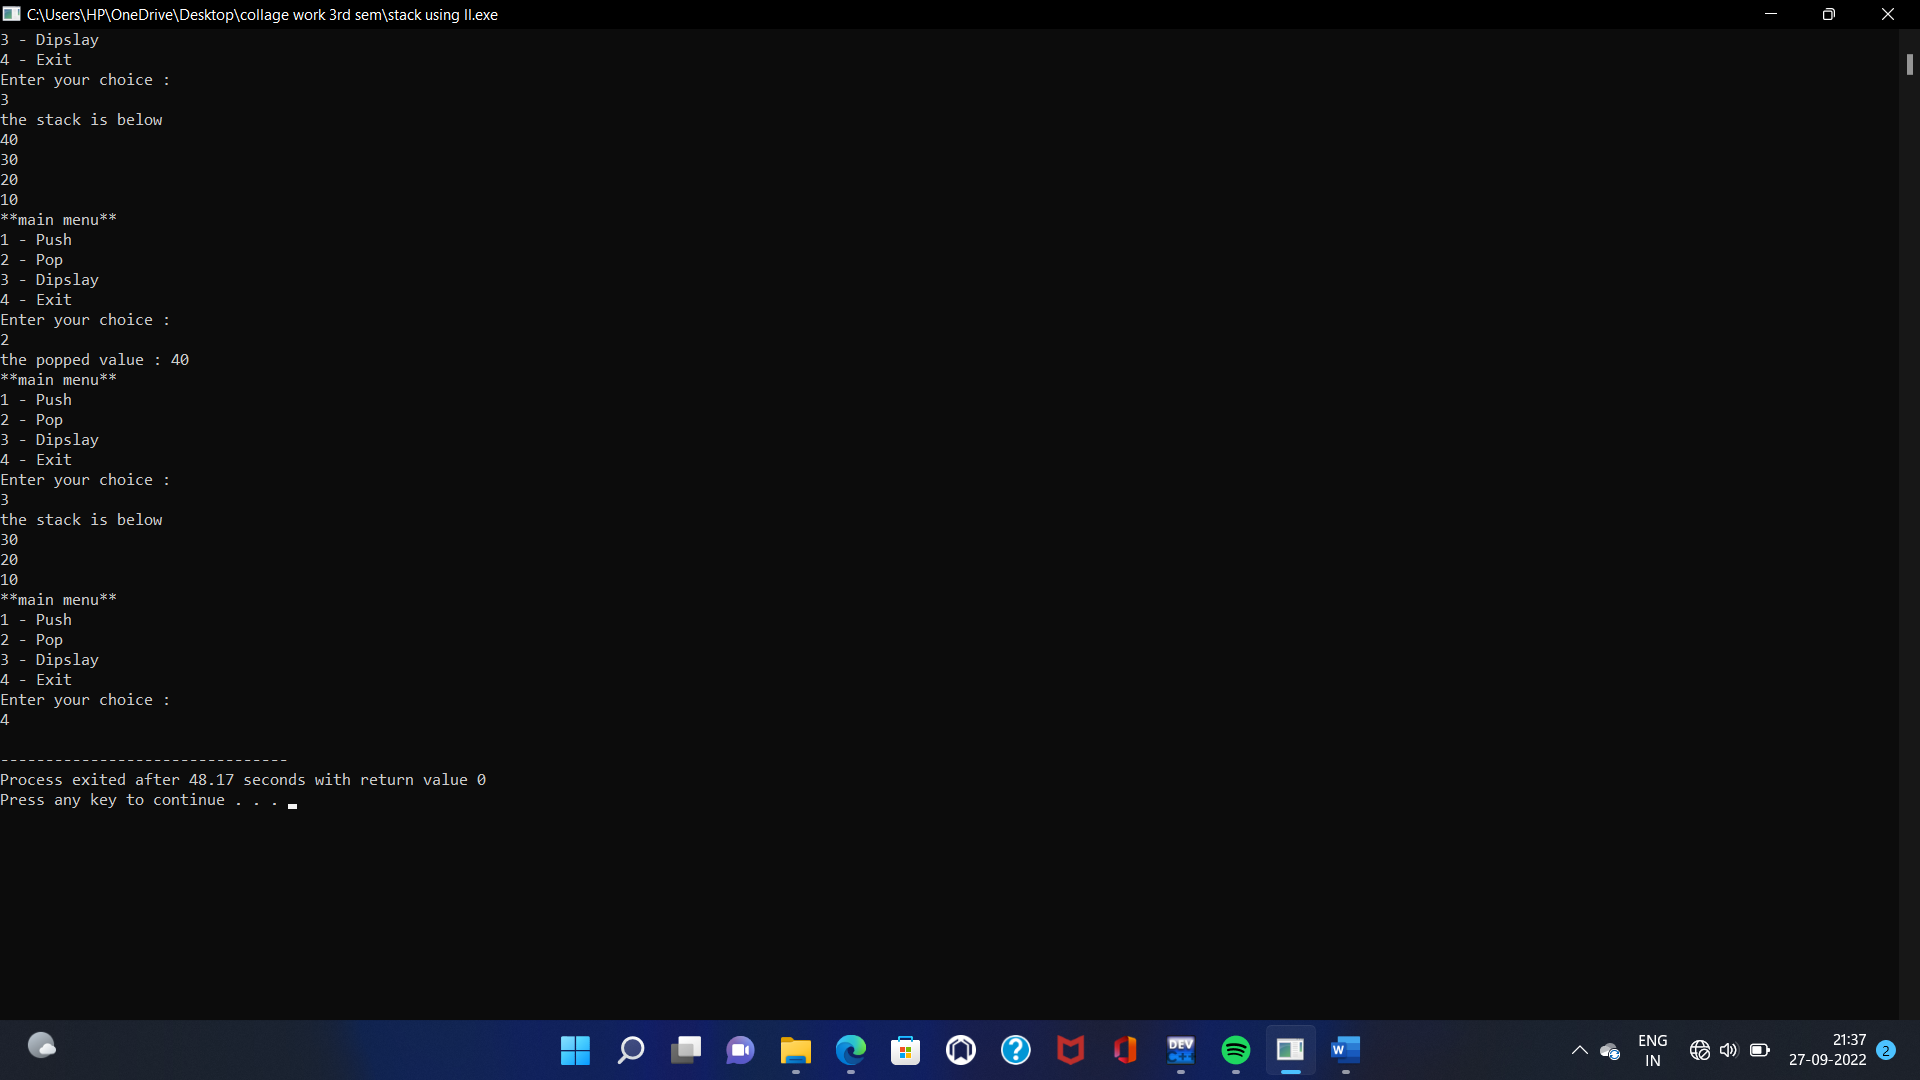 C:\Users\HP\OneDrive\Desktop\collage work 3rd sem\stack using ll.exe
3 - Dipslay
4 - Exit
Enter your choice :
3
the stack is below
40
30
20
10
**main menu**
1 - Push
2 - Pop
3 - Dipslay
4 - Exit
Enter your choice :
2
the popped value : 40
**main menu**
1 - Push
2 - Pop
3 - Dipslay
4 - Exit
Enter your choice :
3
the stack is below
30
20
10
**main menu**
1 - Push
2 - Pop
3 - Dipslay
4 - Exit
Enter your choice :
4
--------------------------------
Process exited after 48.17 seconds with return value 0
Press any key to continue . . .
DEV
C++
W
ENG
IN
21:37
27-09-2022
2